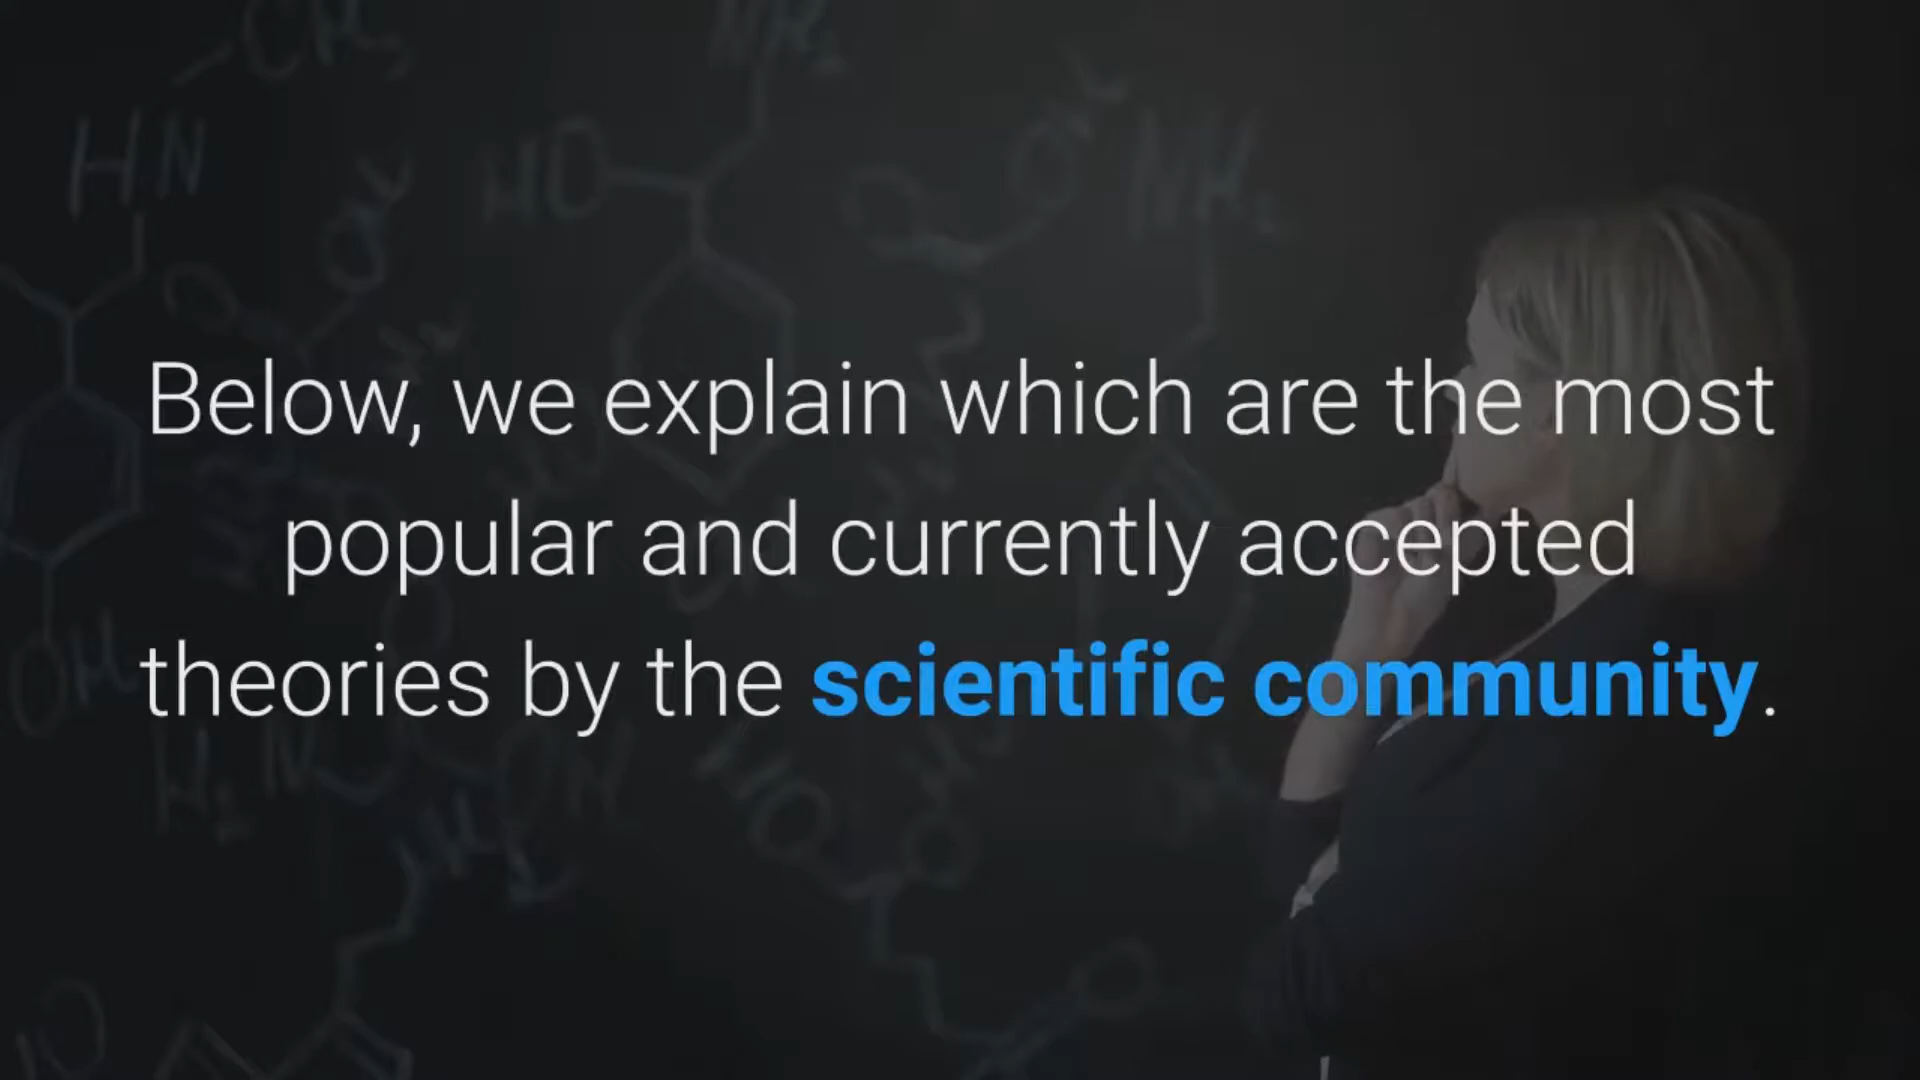 Below, we explain which are the most
popular and currently accepted
theories by the scientific community.